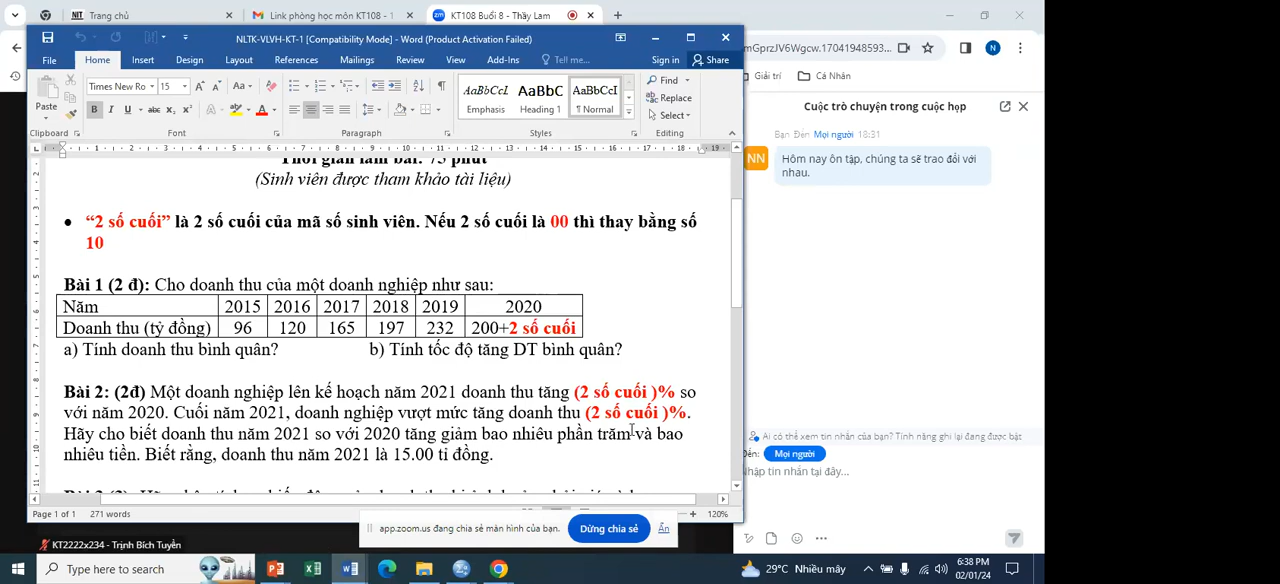 Trang chủ
Link phòng học môn KT108 - 1
KT108 Buổi 8 - Thầy Lam
NLTK-VLVH-KT-1 [Compatibility Mode] - Word (Product Activation Failed)
mGprzJV6Wgcw.17041948593...
File Home Insert Design Layout References Mailings Review View Add-Ins Tell me... Sign in Share
Giải trí Cá Nhân
Paste
Times New Ro 15
AaBbCcI AaBbC AaBbCcI
Emphasis Heading 1 ¶ Normal
Find
Replace
Select
Clipboard Font Paragraph Styles Editing
Cuộc trò chuyện trong cuộc họp
Bạn Đến Mọi người 18:31
NN
Hôm nay ôn tập, chúng ta sẽ trao đổi với
nhau.
Thời gian làm bài: 75 phút
(Sinh viên được tham khảo tài liệu)
• “2 số cuối” là 2 số cuối của mã số sinh viên. Nếu 2 số cuối là 00 thì thay bằng số
10
Bài 1 (2 đ): Cho doanh thu của một doanh nghiệp như sau:
Năm 2015 2016 2017 2018 2019 2020
Doanh thu (tỷ đồng) 96 120 165 197 232 200+2 số cuối
a) Tính doanh thu bình quân? b) Tính tốc độ tăng DT bình quân?
Bài 2: (2đ) Một doanh nghiệp lên kế hoạch năm 2021 doanh thu tăng (2 số cuối )% so
với năm 2020. Cuối năm 2021, doanh nghiệp vượt mức tăng doanh thu (2 số cuối )%.
Hãy cho biết doanh thu năm 2021 so với 2020 tăng giảm bao nhiêu phần trăm và bao
nhiêu tiền. Biết rằng, doanh thu năm 2021 là 15.00 tỉ đồng.
Page 1 of 1 271 words
120%
Ai có thể xem tin nhắn của bạn? Tính năng ghi lại đang được bật
Đến: Mọi người
Nhập tin nhắn tại đây...
app.zoom.us đang chia sẻ màn hình của bạn. Dừng chia sẻ Ẩn
KT2222x234 - Trịnh Bích Tuyền
Type here to search
29°C Nhiều mây
6:38 PM
02/01/24